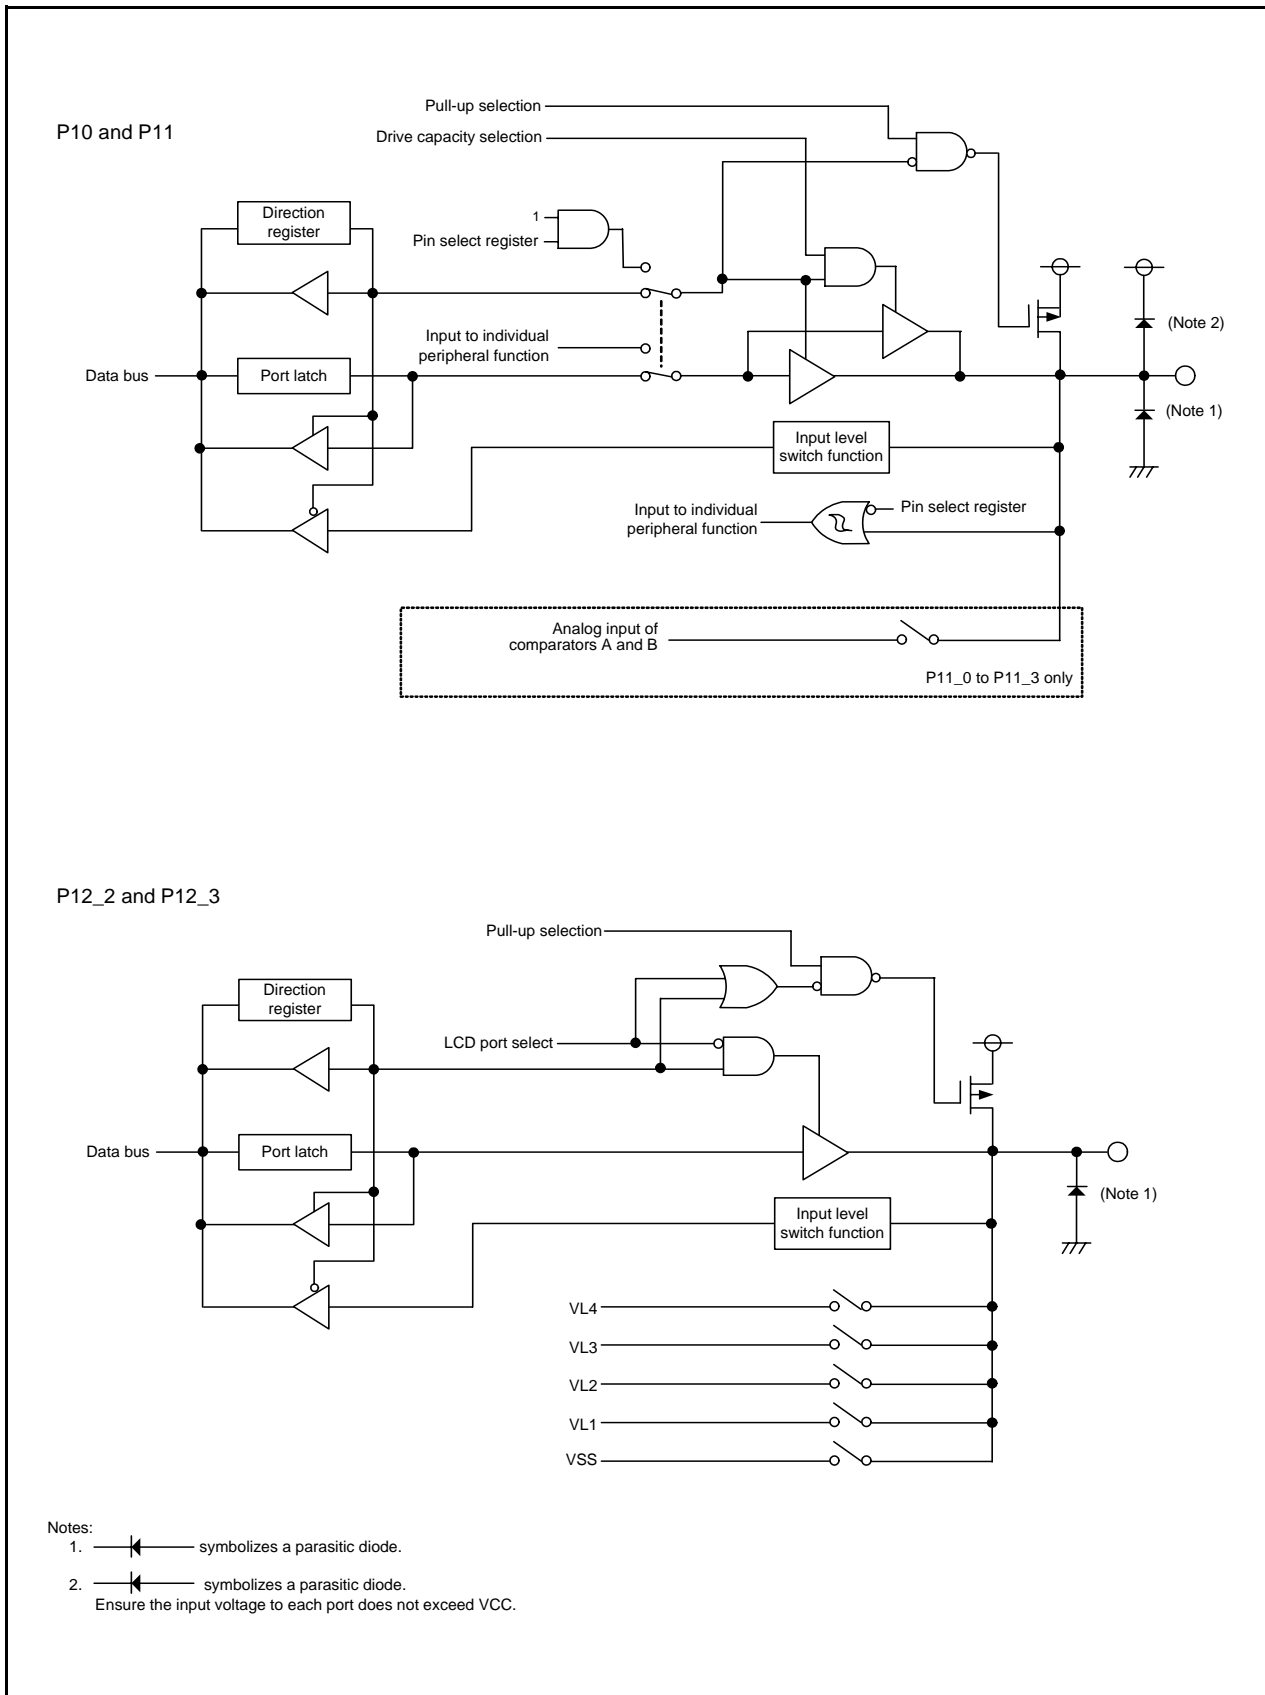 Pull-up selection
P10 and P11
Drive capacity selection
Direction
register
1
Pin select register
(Note 2)
Input to individual
peripheral function
Data bus
Port latch
(Note 1)
Input level
switch function
Input to individual
peripheral function
Pin select register
Analog input of
comparators A and B
P11_0 to P11_3 only
P12_2 and P12_3
Pull-up selection
Direction
register
LCD port select
Data bus
Port latch
(Note 1)
Input level
switch function
VL4
VL3
VL2
VL1
VSS
Notes:
1. symbolizes a parasitic diode.
2. symbolizes a parasitic diode.
Ensure the input voltage to each port does not exceed VCC.